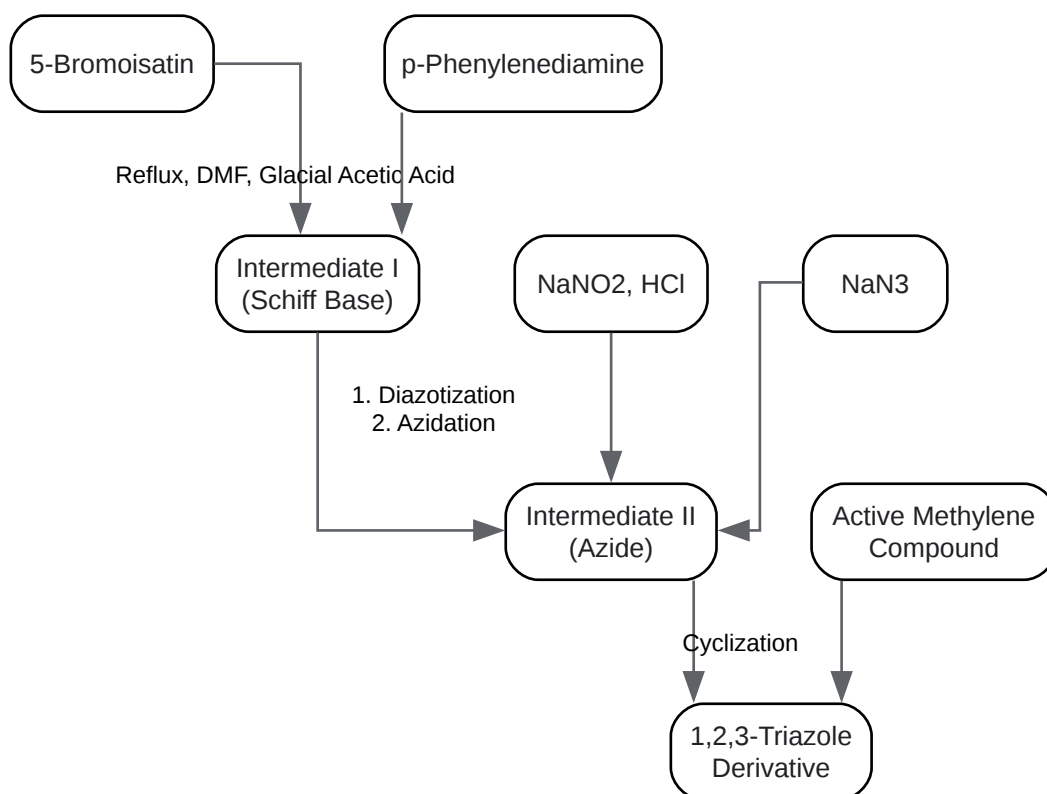 5-Bromoisatin
p-Phenylenediamine
Reflux, DMF, Glacial Acetic Acid
Intermediate I
(Schiff Base)
NaNO2, HCl
NaN3
1. Diazotization
2. Azidation
Intermediate II
(Azide)
Active Methylene
Compound
Cyclization
1,2,3-Triazole
Derivative